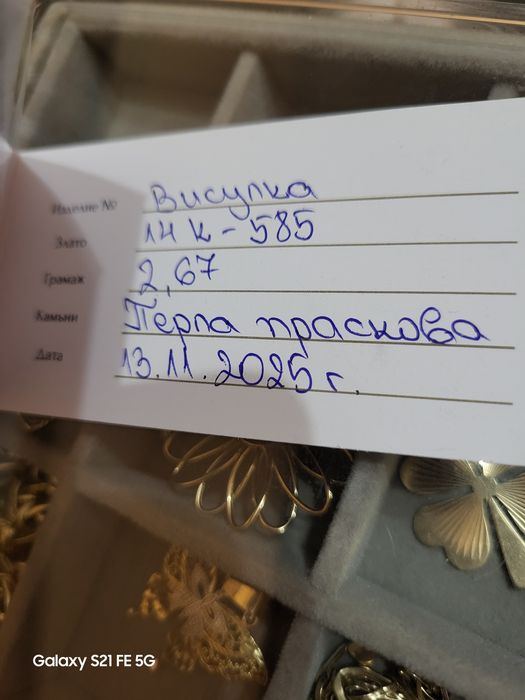 Изделие № Висулка
Злато 14 к - 585
Грамаж 2,67
Камъни Перла праскова
Дата 13.11.2025 г.
Galaxy S21 FE 5G